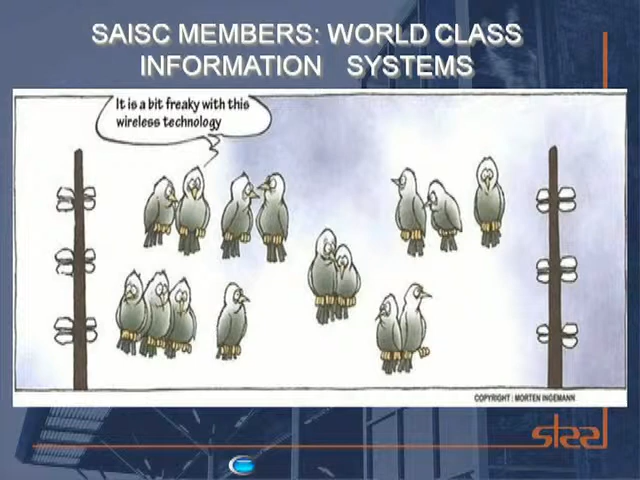 SAISC MEMBERS: WORLD CLASS
INFORMATION SYSTEMS
It is a bit freaky with this
wireless technology
COPYRIGHT : MORTEN INGEMANN